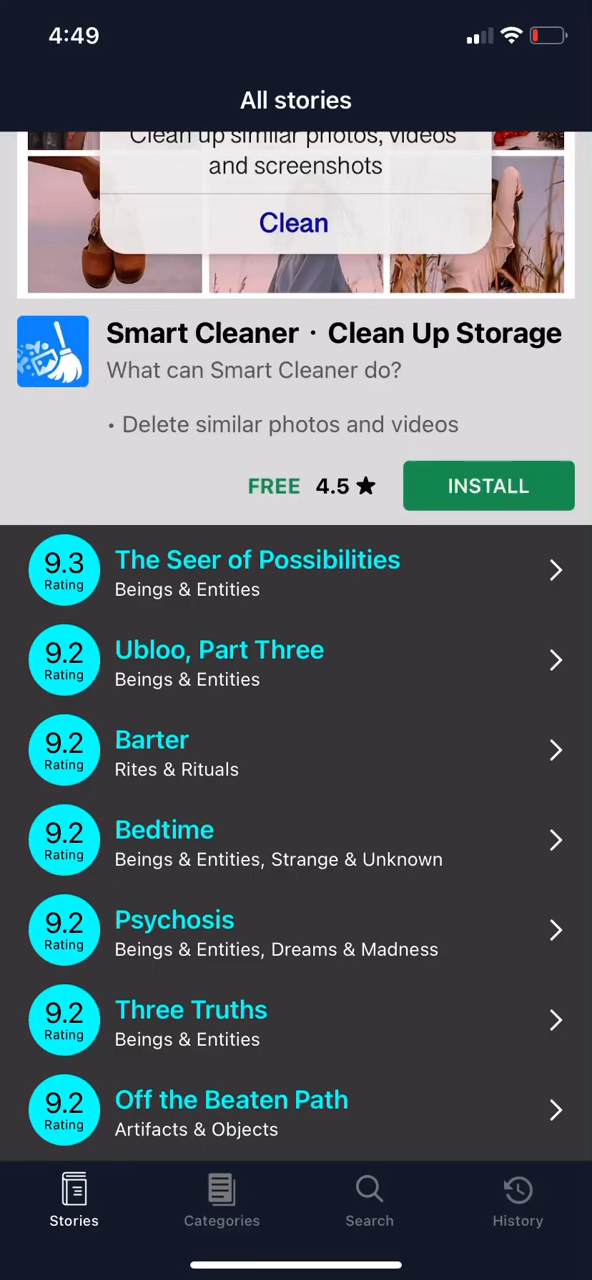 4:49
All stories
Clean up similar photos, videos
and screenshots
Clean
Smart Cleaner · Clean Up Storage
What can Smart Cleaner do?
• Delete similar photos and videos
FREE 4.5 ★ INSTALL
9.3 The Seer of Possibilities
Rating Beings & Entities
9.2 Ubloo, Part Three
Rating Beings & Entities
9.2 Barter
Rating Rites & Rituals
9.2 Bedtime
Rating Beings & Entities, Strange & Unknown
9.2 Psychosis
Rating Beings & Entities, Dreams & Madness
9.2 Three Truths
Rating Beings & Entities
9.2 Off the Beaten Path
Rating Artifacts & Objects
Stories Categories Search History